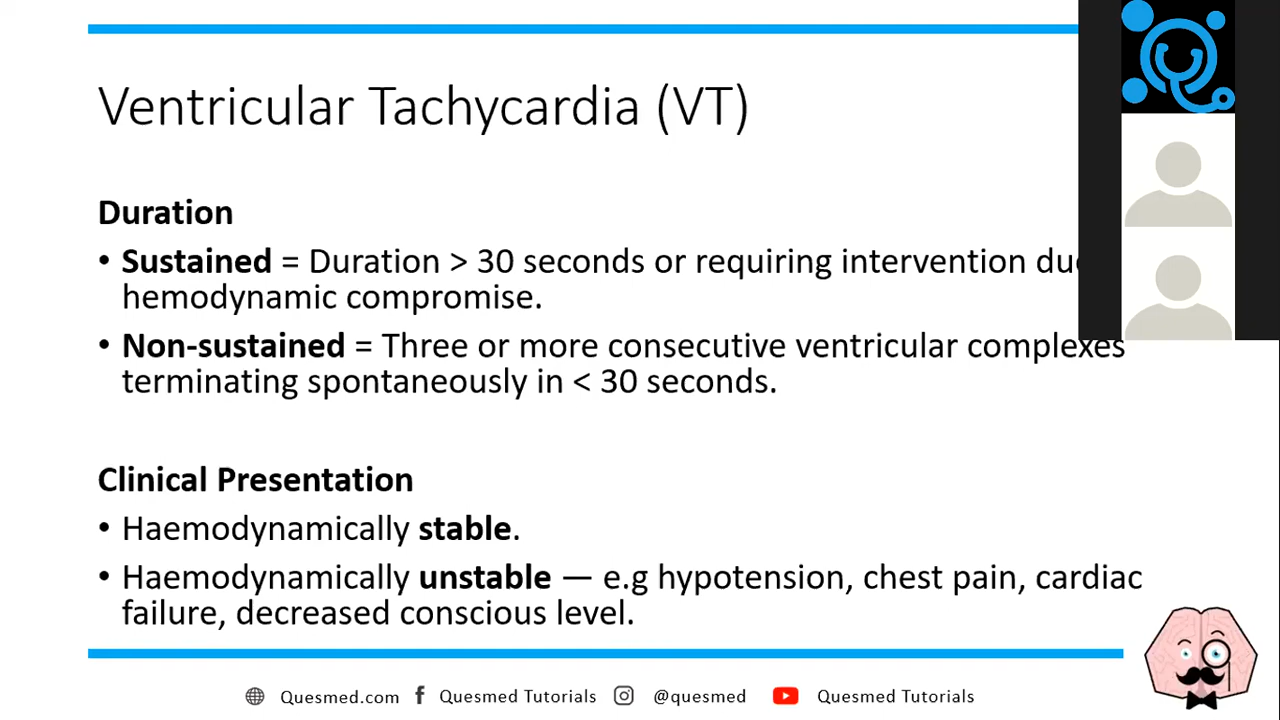 Ventricular Tachycardia (VT)
Duration
• Sustained = Duration > 30 seconds or requiring intervention
hemodynamic compromise.
• Non-sustained = Three or more consecutive ventricular complexes
terminating spontaneously in < 30 seconds.
Clinical Presentation
• Haemodynamically stable.
• Haemodynamically unstable — e.g hypotension, chest pain, cardiac
failure, decreased conscious level.
Quesmed.com Quesmed Tutorials @quesmed Quesmed Tutorials